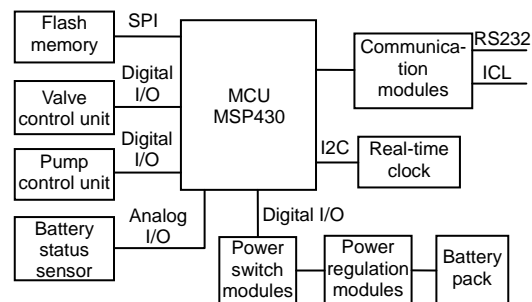 Flash
memory
SPI
Valve
control unit
Digital
I/O
Pump
control unit
Digital
I/O
Battery
status
sensor
Analog
I/O
MCU
MSP430
Communica-
tion
modules
RS232
ICL
I2C
Real-time
clock
Digital I/O
Power
switch
modules
Power
regulation
modules
Battery
pack